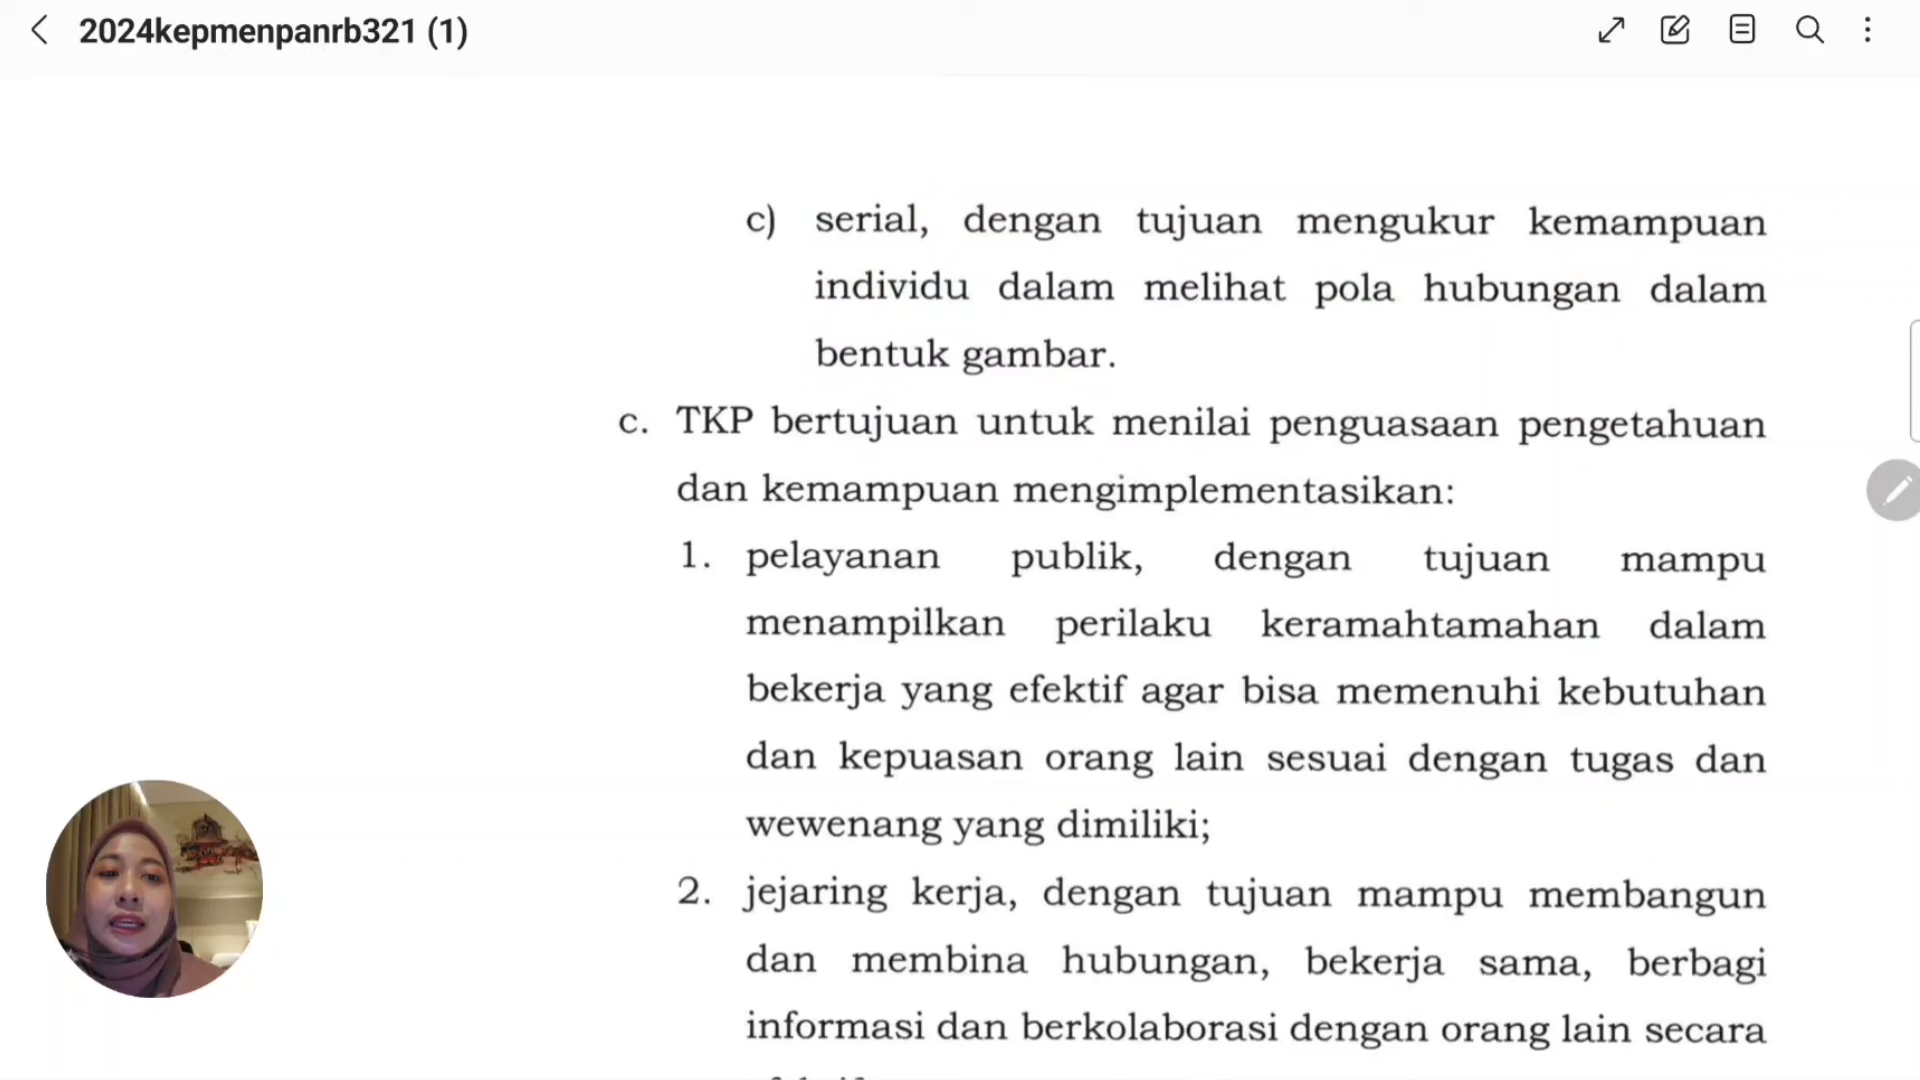 2024kepmenpanrb321 (1)
c) serial, dengan tujuan mengukur kemampuan
individu dalam melihat pola hubungan dalam
bentuk gambar.
c. TKP bertujuan untuk menilai penguasaan pengetahuan
dan kemampuan mengimplementasikan:
1. pelayanan publik, dengan tujuan mampu
menampilkan perilaku keramahtamahan dalam
bekerja yang efektif agar bisa memenuhi kebutuhan
dan kepuasan orang lain sesuai dengan tugas dan
wewenang yang dimiliki;
2. jejaring kerja, dengan tujuan mampu membangun
dan membina hubungan, bekerja sama, berbagi
informasi dan berkolaborasi dengan orang lain secara